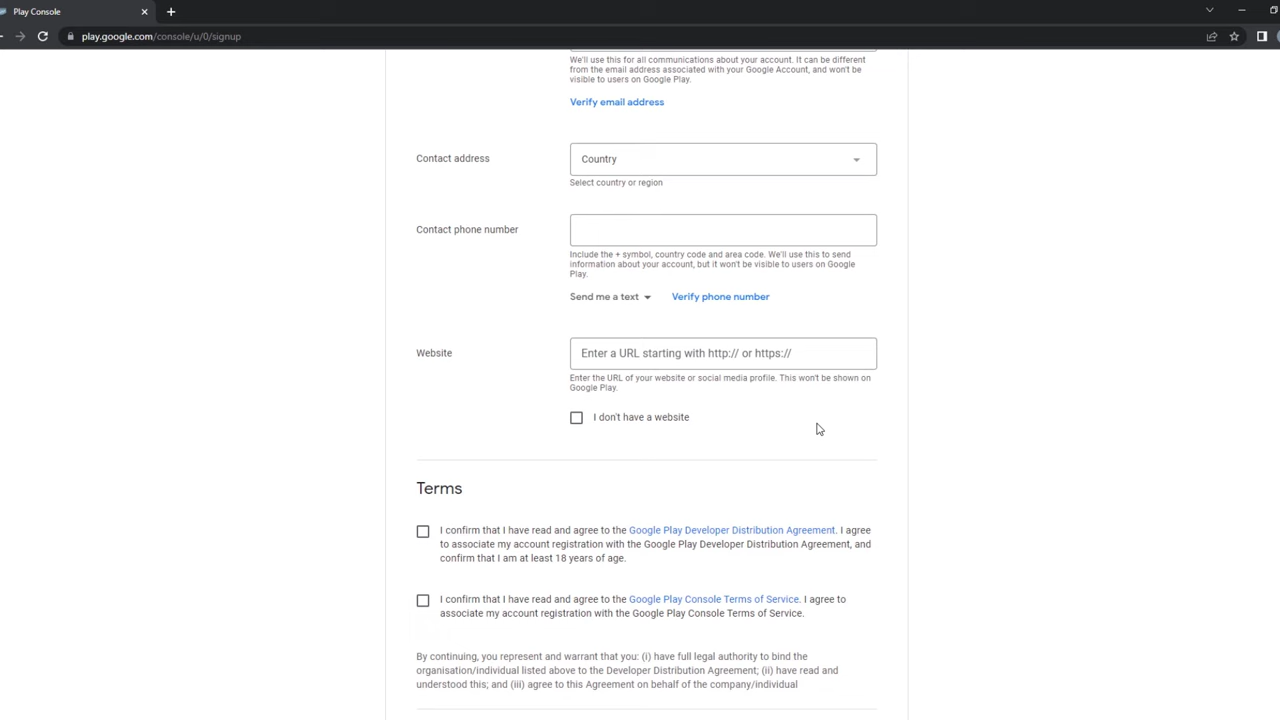 Play Console
play.google.com/console/u/0/signup
We'll use this for all communications about your account. It can be different
from the email address associated with your Google Account, and won't be
visible to users on Google Play.
Verify email address
Contact address
Country
Select country or region
Contact phone number
Include the + symbol, country code and area code. We'll use this to send
information about your account, but it won't be visible to users on Google
Play.
Send me a text
Verify phone number
Website
Enter a URL starting with http:// or https://
Enter the URL of your website or social media profile. This won't be shown on
Google Play.
I don't have a website
Terms
I confirm that I have read and agree to the Google Play Developer Distribution Agreement. I agree
to associate my account registration with the Google Play Developer Distribution Agreement, and
confirm that I am at least 18 years of age.
I confirm that I have read and agree to the Google Play Console Terms of Service. I agree to
associate my account registration with the Google Play Console Terms of Service.
By continuing, you represent and warrant that you: (i) have full legal authority to bind the
organisation/individual listed above to the Developer Distribution Agreement; (ii) have read and
understood this; and (iii) agree to this Agreement on behalf of the company/individual